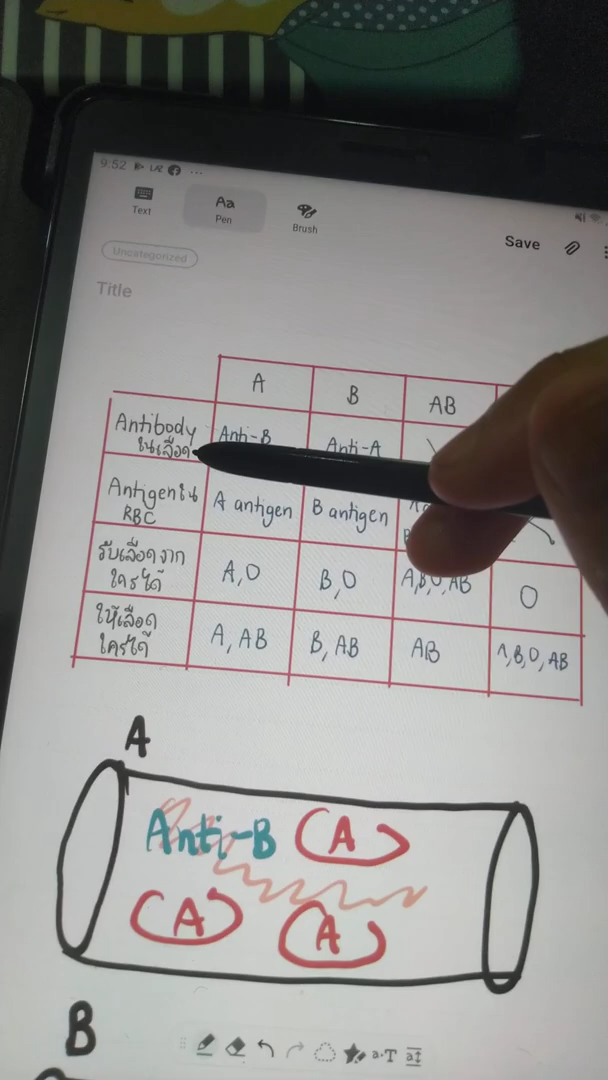 9:52
Text
Aa
Pen
Brush
Save
Uncategorized
Title
A
B
AB
Antibody
ในเลือด
Anti-B
Anti-A
Antigenใน
RBC
A antigen
B antigen
รับเลือดจาก
ใครได้
A,O
B,O
A,B,O,AB
O
ให้เลือด
ใครได้
A, AB
B, AB
AB
A,B,O,AB
A
Anti-B
A
A
A
B